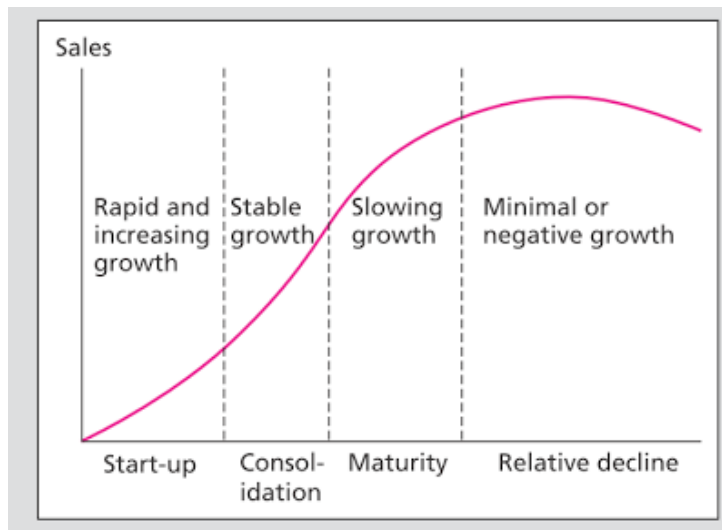 Sales
Rapid and
increasing
growth
Stable
growth
Slowing
growth
Minimal or
negative growth
Start-up
Consol-
idation
Maturity
Relative decline